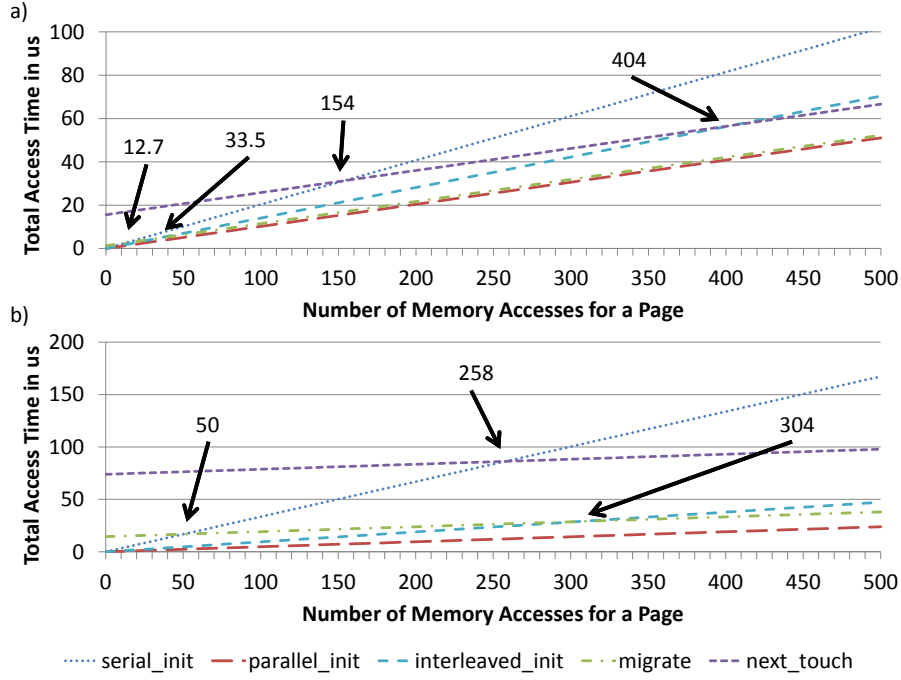 a)
Total Access Time in us
100
80
60
40
20
0
12.7
33.5
154
404
0 50 100 150 200 250 300 350 400 450 500
Number of Memory Accesses for a Page
b)
Total Access Time in us
200
150
100
50
0
50
258
304
0 50 100 150 200 250 300 350 400 450 500
Number of Memory Accesses for a Page
serial_init parallel_init interleaved_init migrate next_touch